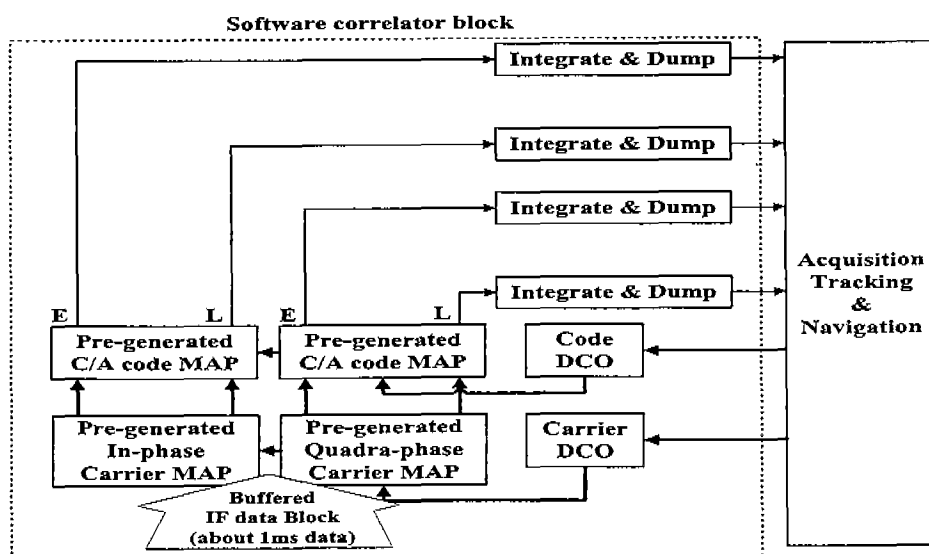 Software correlator block
Integrate & Dump
Integrate & Dump
Integrate & Dump
Integrate & Dump
Acquisition
Tracking
&
Navigation
E
L
E
L
Pre-generated
C/A code MAP
Pre-generated
C/A code MAP
Code
DCO
Pre-generated
In-phase
Carrier MAP
Pre-generated
Quadra-phase
Carrier MAP
Carrier
DCO
Buffered
IF data Block
(about 1ms data)